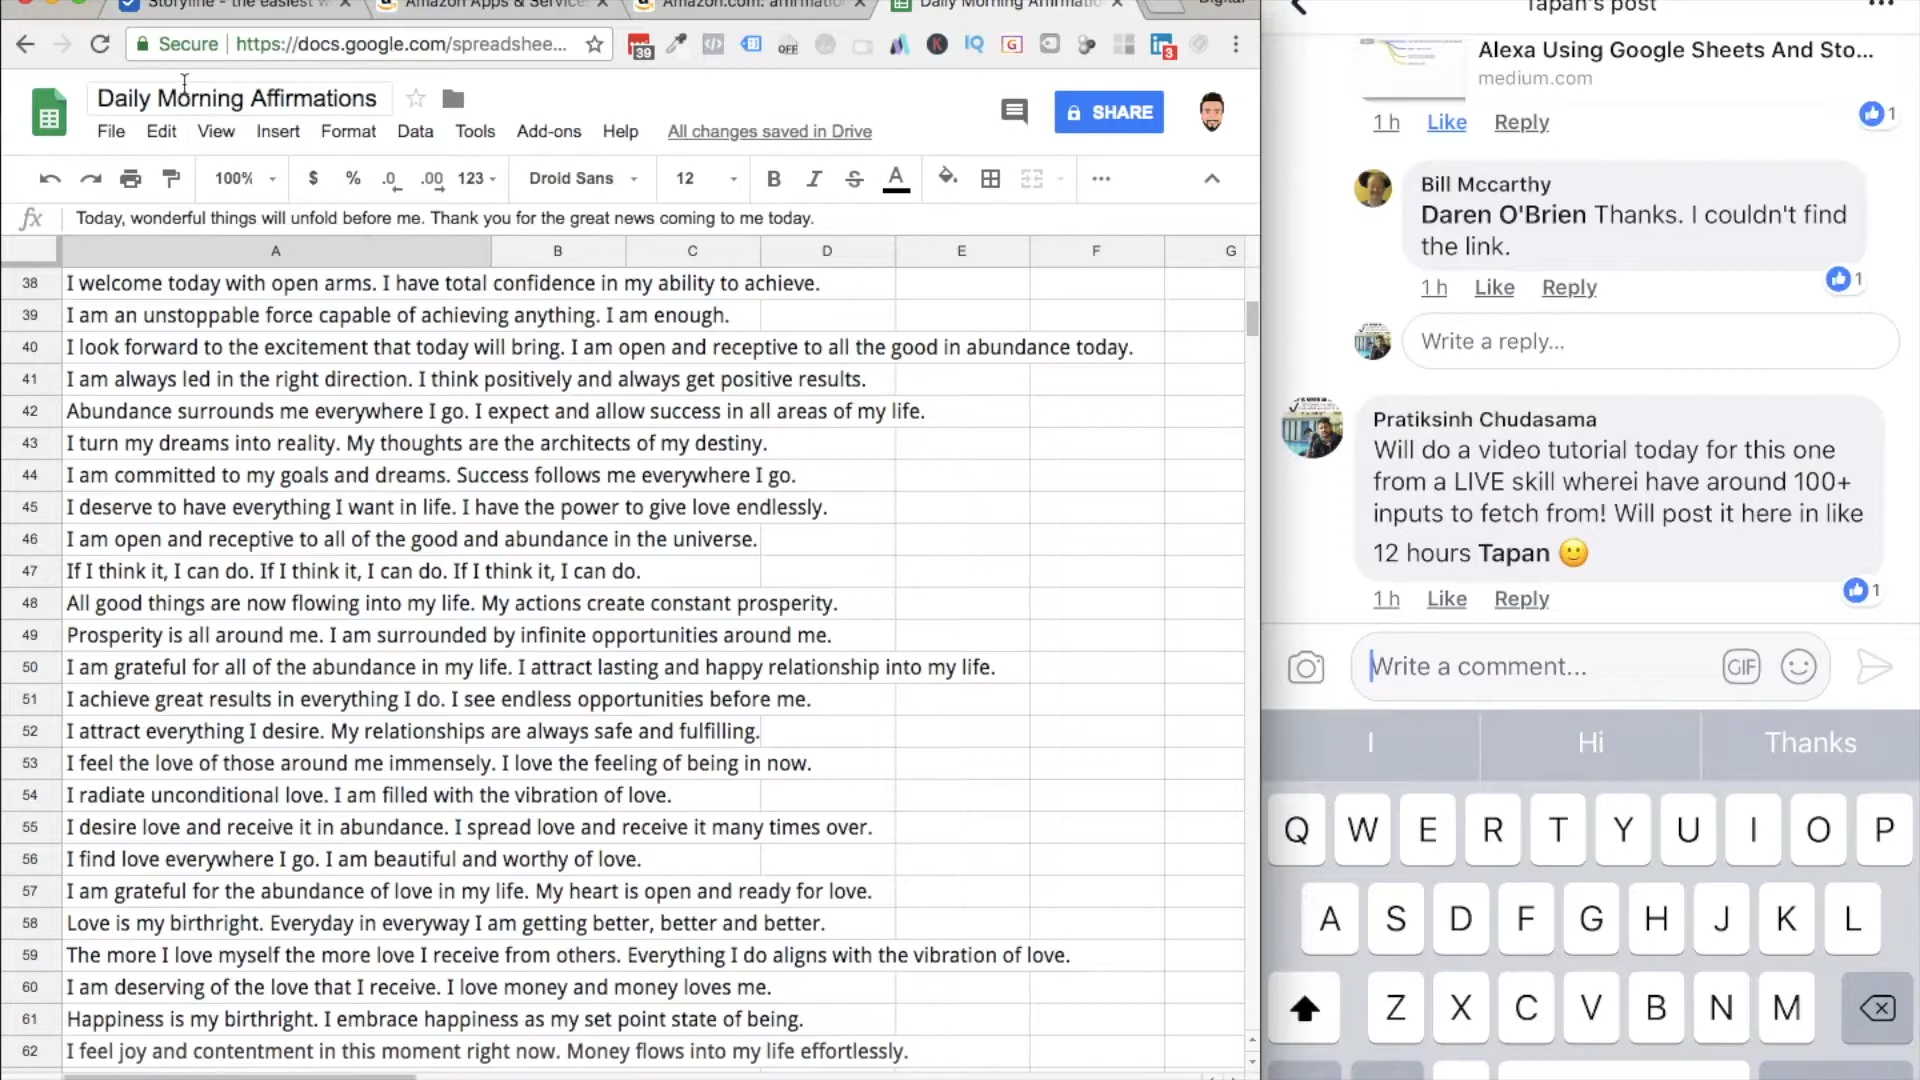 Storyline - the easiest w
Amazon Apps & Service
Amazon.com: affirmatio
Daily Morning Affirmatio
Digital
Secure https://docs.google.com/spreadshee...
39
OFF
K
IQ
G
3
Daily Morning Affirmations
SHARE
File Edit View Insert Format Data Tools Add-ons Help All changes saved in Drive
100% $ % .0 .00 123 Droid Sans 12 B I S A ...
fx Today, wonderful things will unfold before me. Thank you for the great news coming to me today.
A B C D E F G
38 I welcome today with open arms. I have total confidence in my ability to achieve.
39 I am an unstoppable force capable of achieving anything. I am enough.
40 I look forward to the excitement that today will bring. I am open and receptive to all the good in abundance today.
41 I am always led in the right direction. I think positively and always get positive results.
42 Abundance surrounds me everywhere I go. I expect and allow success in all areas of my life.
43 I turn my dreams into reality. My thoughts are the architects of my destiny.
44 I am committed to my goals and dreams. Success follows me everywhere I go.
45 I deserve to have everything I want in life. I have the power to give love endlessly.
46 I am open and receptive to all of the good and abundance in the universe.
47 If I think it, I can do. If I think it, I can do. If I think it, I can do.
48 All good things are now flowing into my life. My actions create constant prosperity.
49 Prosperity is all around me. I am surrounded by infinite opportunities around me.
50 I am grateful for all of the abundance in my life. I attract lasting and happy relationship into my life.
51 I achieve great results in everything I do. I see endless opportunities before me.
52 I attract everything I desire. My relationships are always safe and fulfilling.
53 I feel the love of those around me immensely. I love the feeling of being in now.
54 I radiate unconditional love. I am filled with the vibration of love.
55 I desire love and receive it in abundance. I spread love and receive it many times over.
56 I find love everywhere I go. I am beautiful and worthy of love.
57 I am grateful for the abundance of love in my life. My heart is open and ready for love.
58 Love is my birthright. Everyday in everyway I am getting better, better and better.
59 The more I love myself the more love I receive from others. Everything I do aligns with the vibration of love.
60 I am deserving of the love that I receive. I love money and money loves me.
61 Happiness is my birthright. I embrace happiness as my set point state of being.
62 I feel joy and contentment in this moment right now. Money flows into my life effortlessly.
Tapan's post
Alexa Using Google Sheets And Sto...
medium.com
1 h Like Reply 1
Bill Mccarthy
Daren O'Brien Thanks. I couldn't find
the link.
1 h Like Reply 1
Write a reply...
Pratiksinh Chudasama
Will do a video tutorial today for this one
from a LIVE skill wherei have around 100+
inputs to fetch from! Will post it here in like
12 hours Tapan 🙂
1 h Like Reply 1
Write a comment... GIF
I Hi Thanks
Q W E R T Y U I O P
A S D F G H J K L
Z X C V B N M